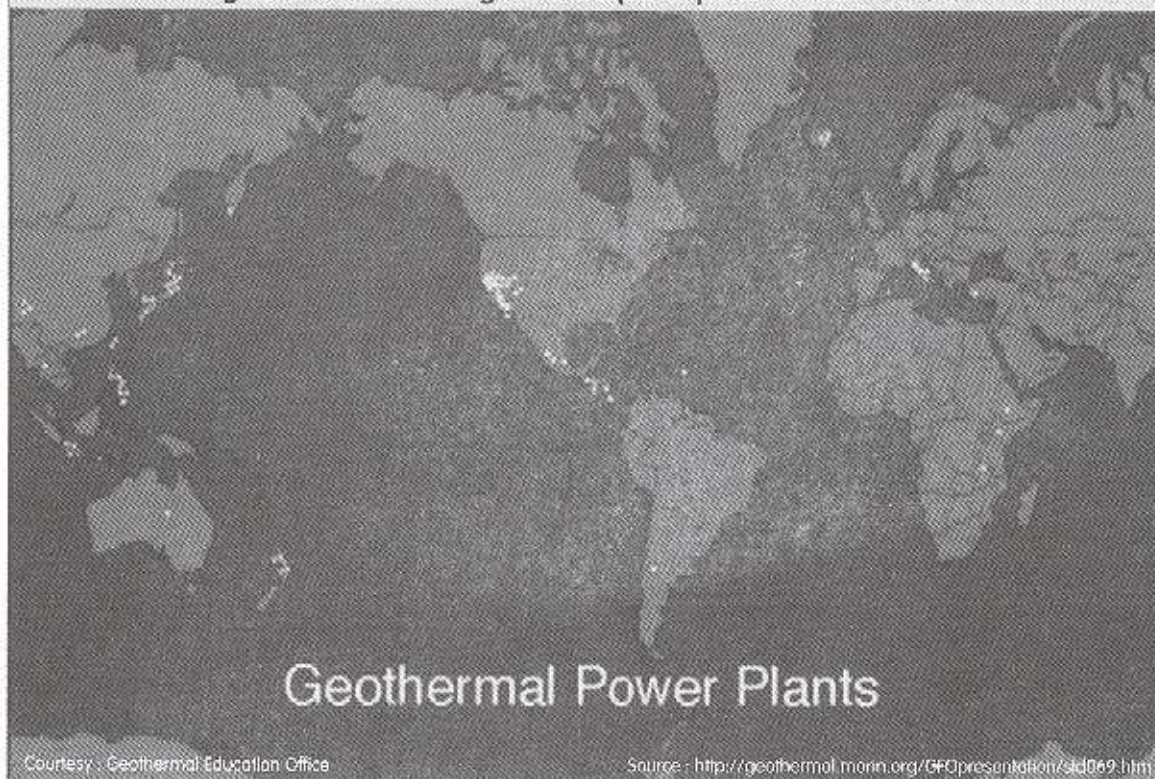 Geothermal Power Plants
Courtesy : Geothermal Education Office
Source : http://geothermal.marin.org/GEOpresentation/sld069.htm